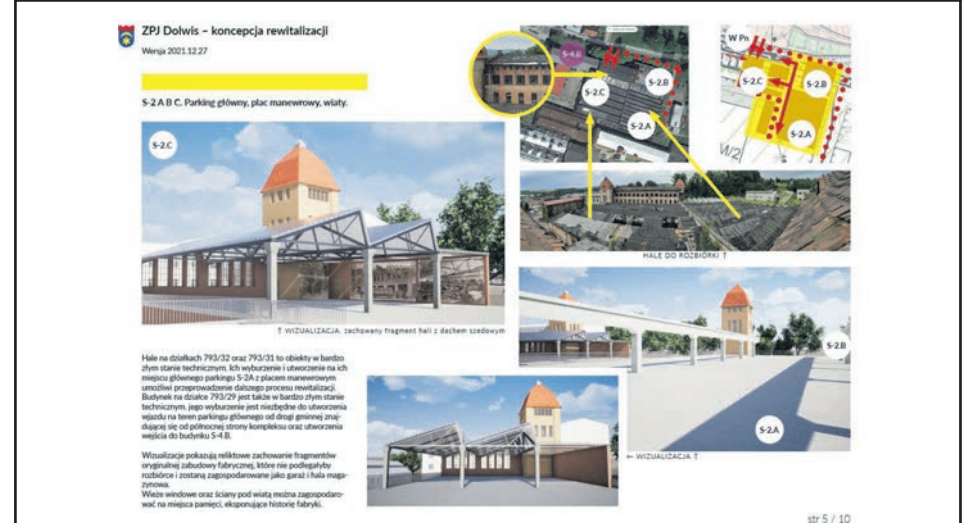 ZPJ Dolwis – koncepcja rewitalizacji
Wersja 2021.12.27
S-2 A B C. Parking główny, plac manewrowy, wiaty.
S-2.C
S-4.B
S-2.B
S-2.C
S-2.A
W Pn
S-2.C
S-2.B
S-2.A
M/2
HALE DO ROZBIÓRKI ↑
↑ WIZUALIZACJA. zachowany fragment hali z dachem szedowym
S-2.B
S-2.A
← WIZUALIZACJA ↑
Hale na działkach 793/32 oraz 793/31 to obiekty w bardzo
złym stanie technicznym. Ich wyburzenie i utworzenie na ich
miejscu głównego parkingu S-2A z placem manewrowym
umożliwi przeprowadzenie dalszego procesu rewitalizacji.
Budynek na działce 793/29 jest także w bardzo złym stanie
technicznym, jego wyburzenie jest niezbędne do utworzenia
wjazdu na teren parkingu głównego od drogi gminnej znaj-
dującej się od północnej strony kompleksu oraz utworzenia
wejścia do budynku S-4.B.
Wizualizacje pokazują reliktowe zachowanie fragmentów
oryginalnej zabudowy fabrycznej, które nie podlegałyby
rozbiórce i zostaną zagospodarowane jako garaż i hala maga-
zynowa.
Wieże windowe oraz ściany pod wiatą można zagospodaro-
wać na miejsca pamięci, eksponujące historię fabryki.
str 5 / 10